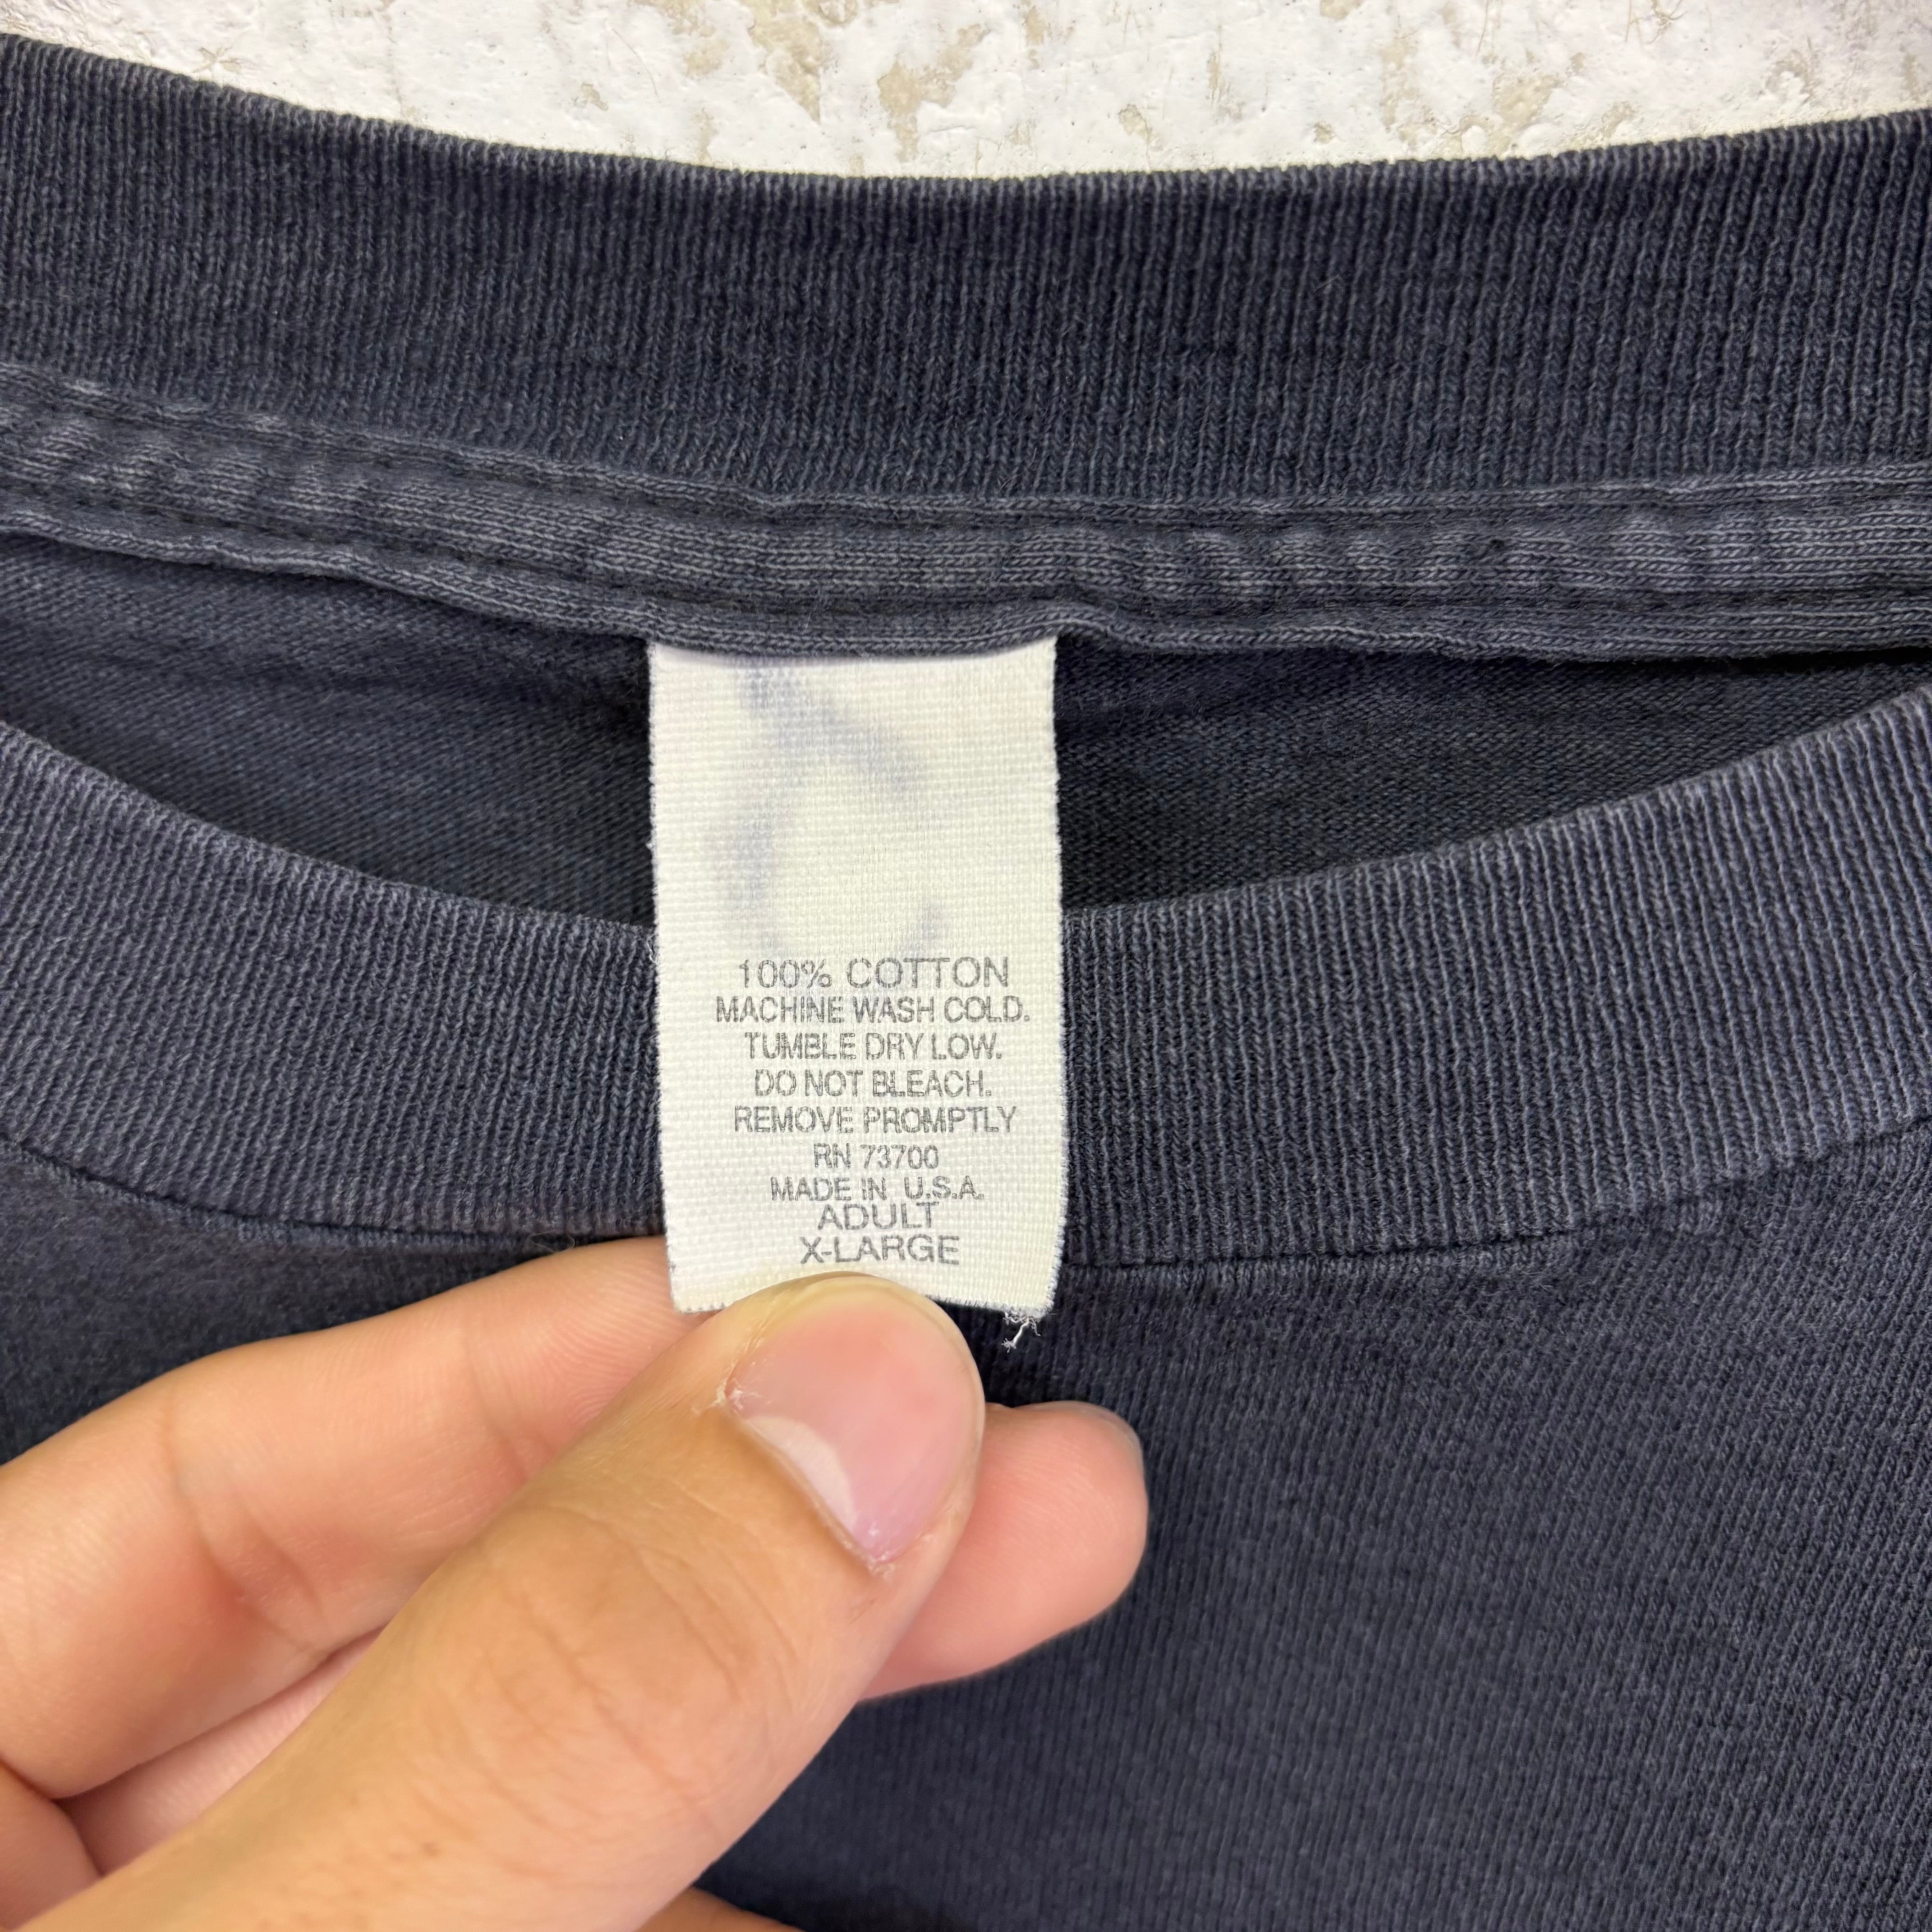 100% COTTON
MACHINE WASH COLD.
TUMBLE DRY LOW.
DO NOT BLEACH.
REMOVE PROMPTLY
RN 73700
MADE IN U.S.A.
ADULT
X-LARGE